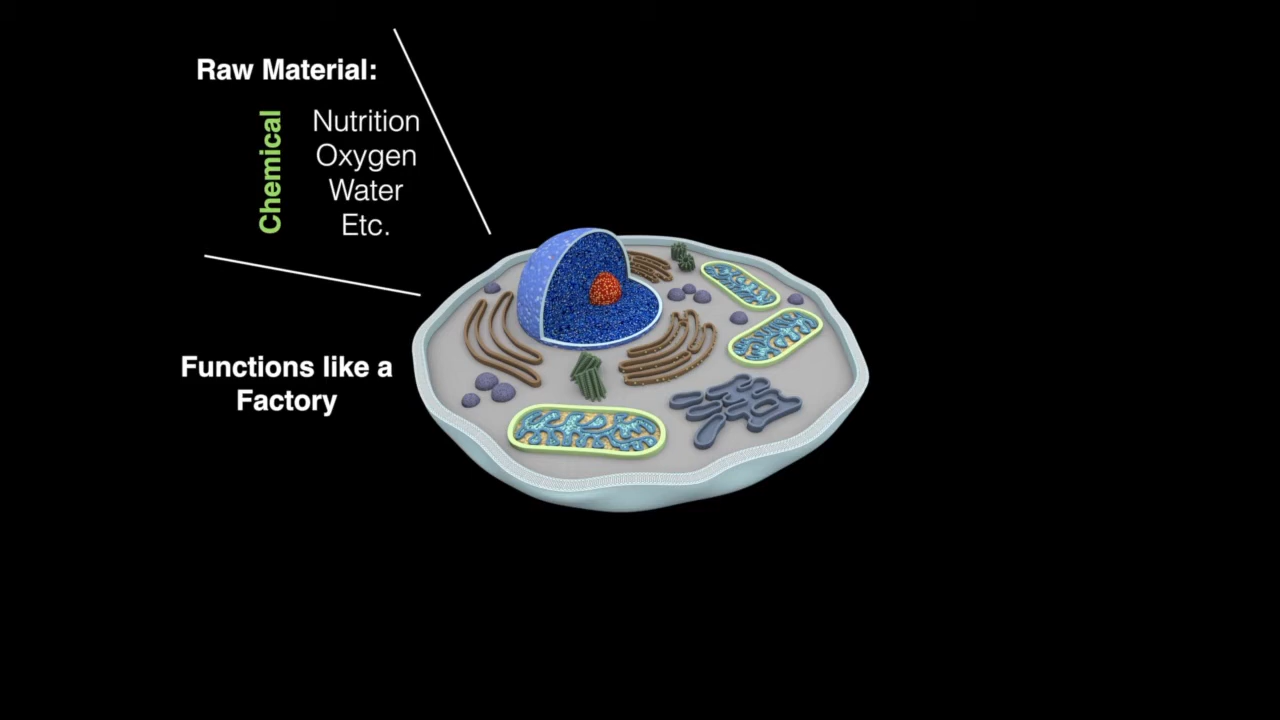 Raw Material:
Chemical
Nutrition
Oxygen
Water
Etc.
Functions like a
Factory